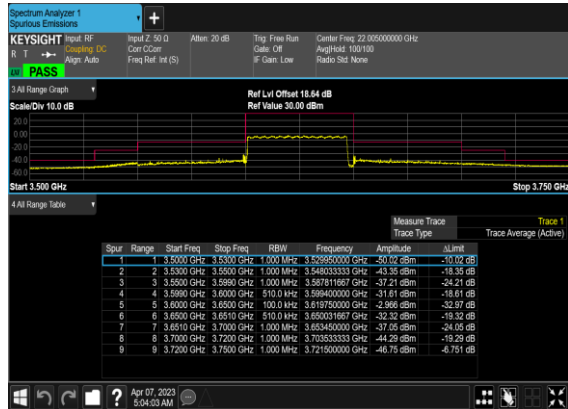 Spectrum Analyzer 1
Spurious Emissions
KEYSIGHT Input: RF Input Z: 50 Ω Atten: 20 dB Trig: Free Run Center Freq: 22.005000000 GHz
R T Coupling: DC Corr CCorr Gate: Off Avg|Hold: 100/100
Align: Auto Freq Ref: Int (S) IF Gain: Low Radio Std: None
PASS
3 All Range Graph Ref Lvl Offset 18.64 dB
Scale/Div 10.0 dB Ref Value 30.00 dBm
20.0
0.00
-20.0
-40.0
-60.0
Start 3.500 GHz Stop 3.750 GHz
4 All Range Table
Measure Trace Trace 1
Trace Type Trace Average (Active)
Spur Range Start Freq Stop Freq RBW Frequency Amplitude ΔLimit
1 1 3.5000 GHz 3.5300 GHz 1.000 MHz 3.529950000 GHz -50.02 dBm -10.02 dB
2 2 3.5300 GHz 3.5500 GHz 1.000 MHz 3.548033333 GHz -43.35 dBm -18.35 dB
3 3 3.5500 GHz 3.5990 GHz 1.000 MHz 3.587811667 GHz -37.21 dBm -24.21 dB
4 4 3.5990 GHz 3.6000 GHz 510.0 kHz 3.599400000 GHz -31.61 dBm -18.61 dB
5 5 3.6000 GHz 3.6500 GHz 100.0 kHz 3.619750000 GHz -2.966 dBm -32.97 dB
6 6 3.6500 GHz 3.6510 GHz 510.0 kHz 3.650031667 GHz -32.32 dBm -19.32 dB
7 7 3.6510 GHz 3.7000 GHz 1.000 MHz 3.653450000 GHz -37.05 dBm -24.05 dB
8 8 3.7000 GHz 3.7200 GHz 1.000 MHz 3.703533333 GHz -44.29 dBm -19.29 dB
9 9 3.7200 GHz 3.7500 GHz 1.000 MHz 3.721500000 GHz -46.75 dBm -6.751 dB
Apr 07, 2023
5:04:03 AM